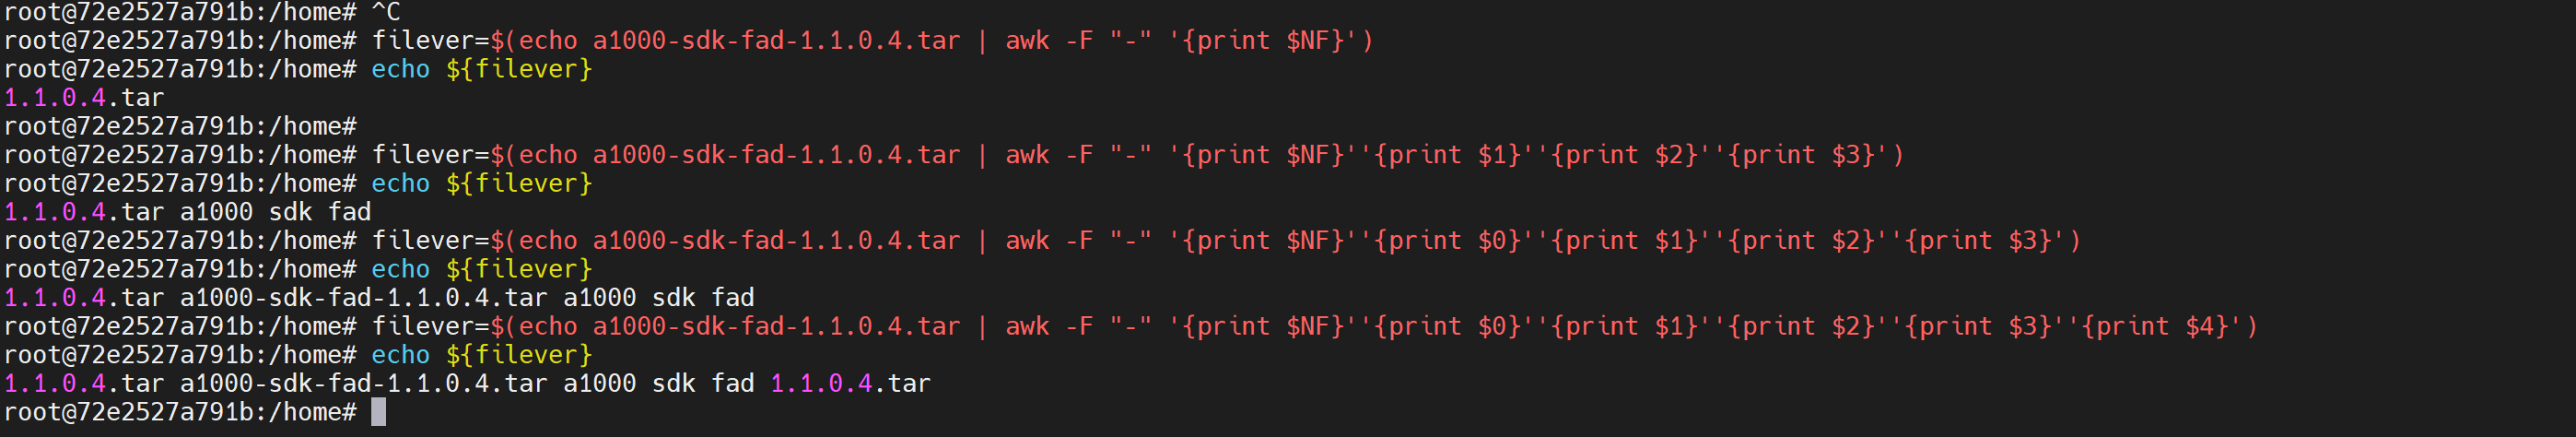 root@72e2527a791b:/home# ^C
root@72e2527a791b:/home# filever=$(echo a1000-sdk-fad-1.1.0.4.tar | awk -F "-" '{print $NF}')
root@72e2527a791b:/home# echo ${filever}
1.1.0.4.tar
root@72e2527a791b:/home#
root@72e2527a791b:/home# filever=$(echo a1000-sdk-fad-1.1.0.4.tar | awk -F "-" '{print $NF}''{print $1}''{print $2}''{print $3}')
root@72e2527a791b:/home# echo ${filever}
1.1.0.4.tar a1000 sdk fad
root@72e2527a791b:/home# filever=$(echo a1000-sdk-fad-1.1.0.4.tar | awk -F "-" '{print $NF}''{print $0}''{print $1}''{print $2}''{print $3}')
root@72e2527a791b:/home# echo ${filever}
1.1.0.4.tar a1000-sdk-fad-1.1.0.4.tar a1000 sdk fad
root@72e2527a791b:/home# filever=$(echo a1000-sdk-fad-1.1.0.4.tar | awk -F "-" '{print $NF}''{print $0}''{print $1}''{print $2}''{print $3}''{print $4}')
root@72e2527a791b:/home# echo ${filever}
1.1.0.4.tar a1000-sdk-fad-1.1.0.4.tar a1000 sdk fad 1.1.0.4.tar
root@72e2527a791b:/home#